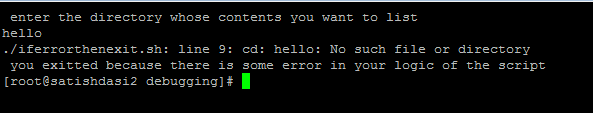 enter the directory whose contents you want to list
hello
./iferrorthenexit.sh: line 9: cd: hello: No such file or directory
you exitted because there is some error in your logic of the script
[root@satishdasi2 debugging]#